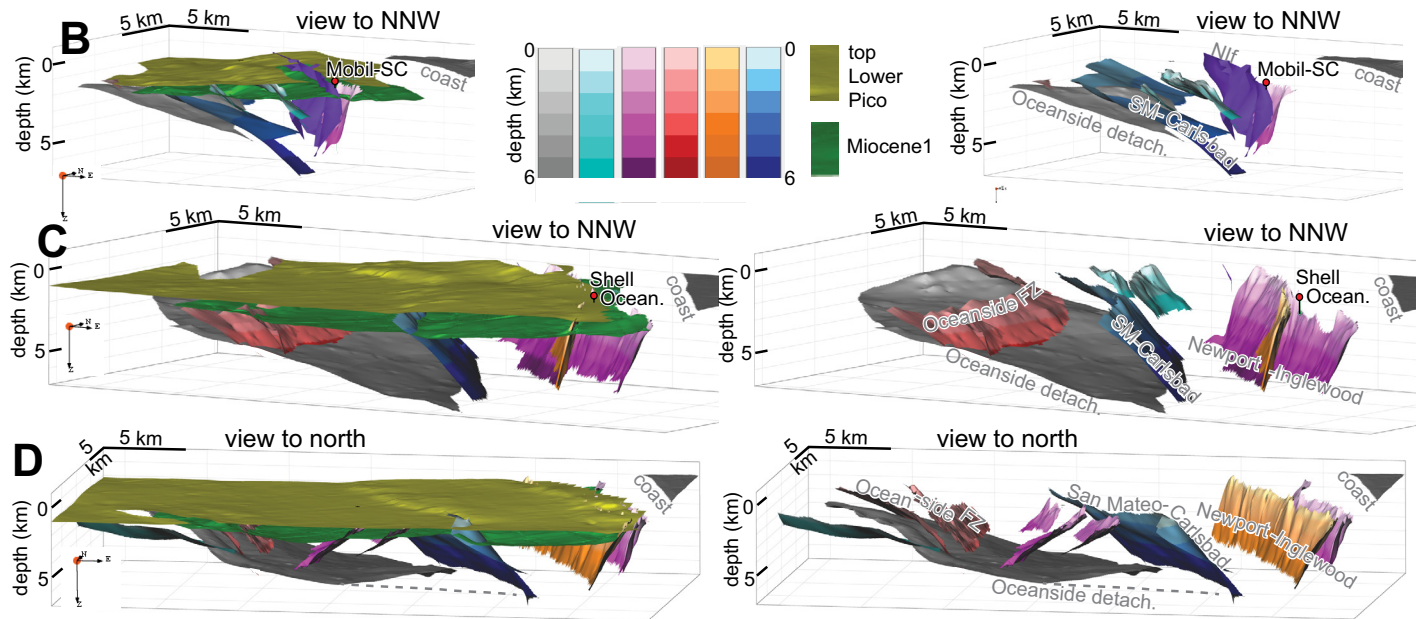 B
5 km
5 km
view to NNW
0
5
depth (km)
Mobil-SC
coast
N
E
Z
0
6
depth (km)
0
6
top
Lower
Pico
Miocene1
5 km
5 km
view to NNW
0
5
depth (km)
Nlf
Mobil-SC
coast
SM-Carlsbad
Oceanside detach.
C
5 km
5 km
view to NNW
0
5
depth (km)
Shell
Ocean.
coast
N
E
Z
5 km
5 km
view to NNW
0
5
depth (km)
Shell
Ocean.
coast
Oceanside FZ
SM-Carlsbad
Oceanside detach.
Newport-Inglewood
D
5
km
5 km
view to north
0
5
depth (km)
coast
N
E
Z
5
km
5 km
view to north
0
5
depth (km)
coast
Ocean-side FZ
San Mateo-Carlsbad
Newport-Inglewood
Oceanside detach.